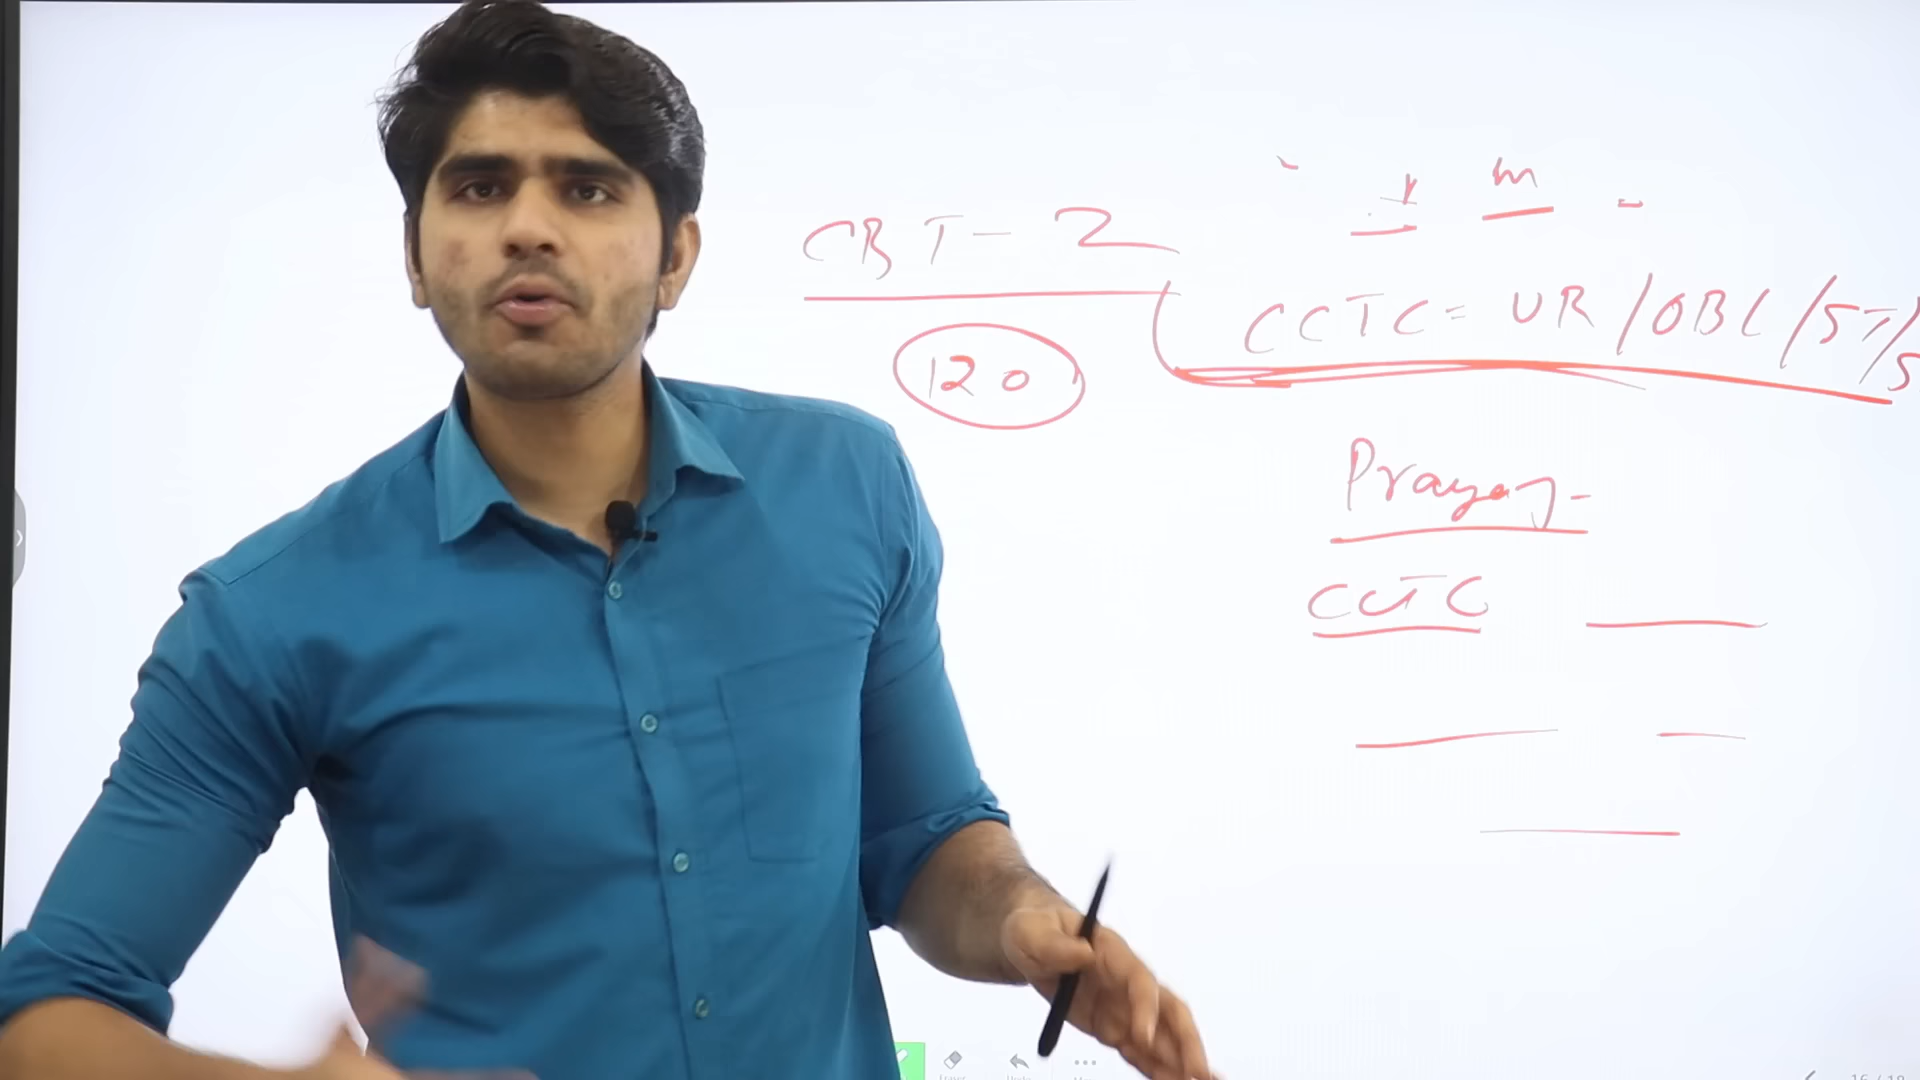 m
CBT-2
CCTC = UR/OBC/ST/S
120
Prayag-
CCTC